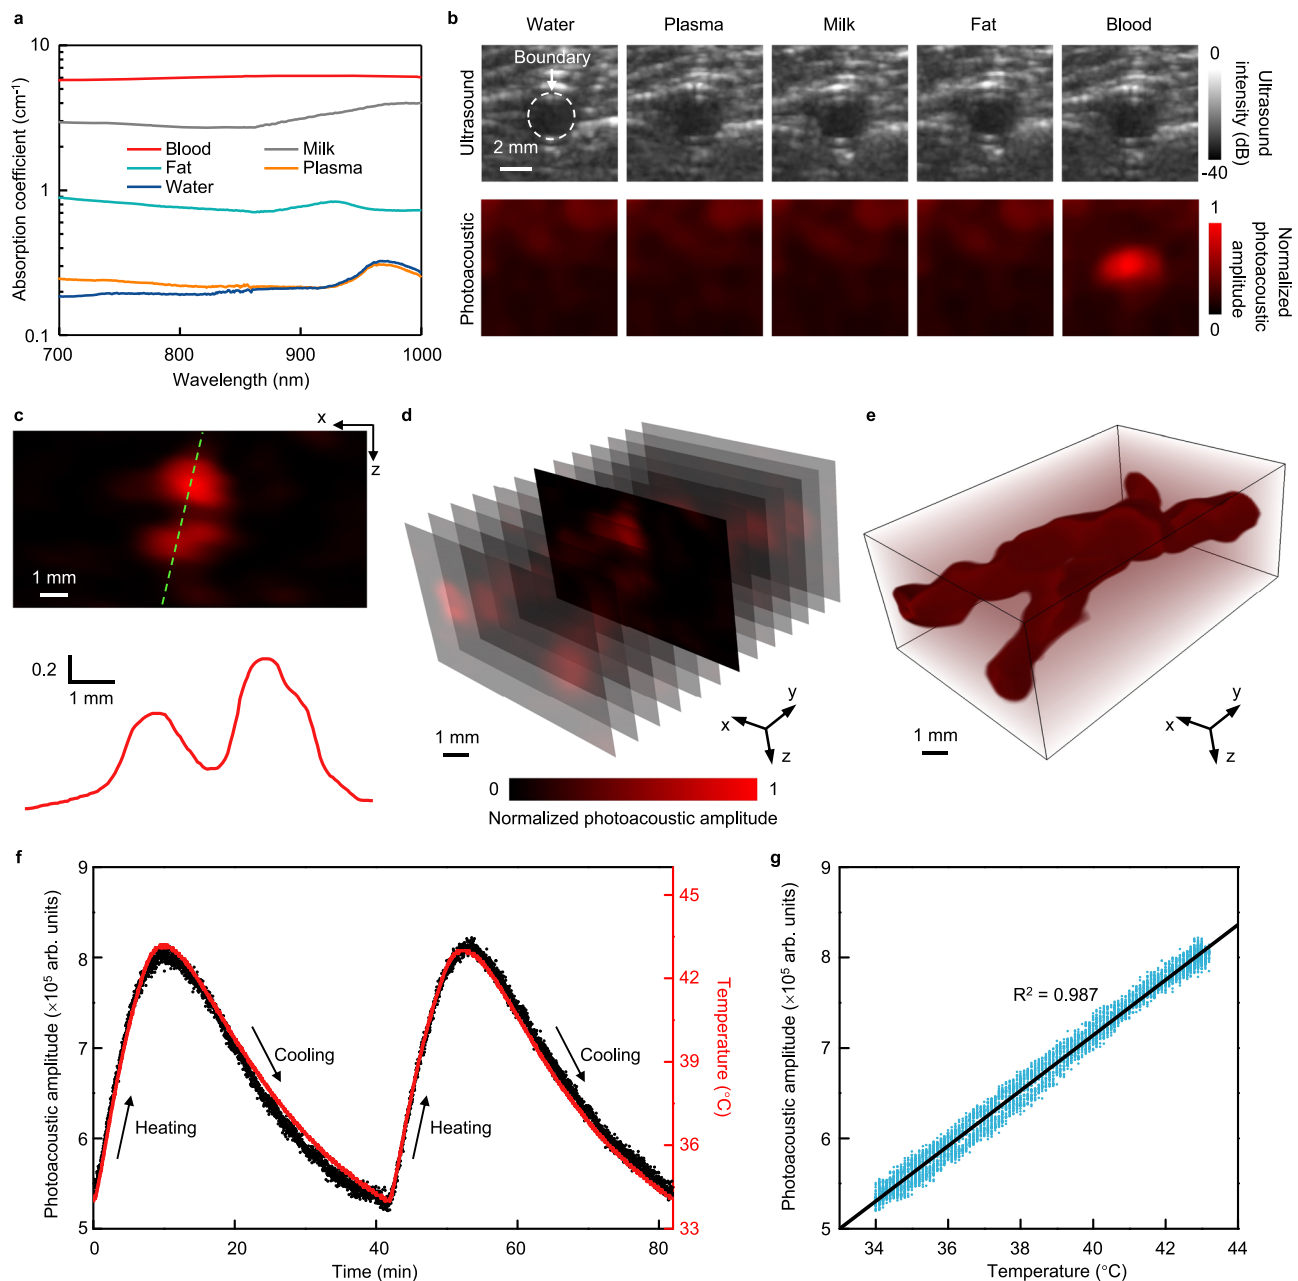 a
10
1
0.1
700
800
900
1000
Absorption coefficient (cm-1)
Wavelength (nm)
Blood
Milk
Fat
Plasma
Water
b
Water
Plasma
Milk
Fat
Blood
Ultrasound
Boundary
2 mm
0
-40
Ultrasound
intensity (dB)
Photoacoustic
1
0
Normalized
photoacoustic
amplitude
c
x
z
1 mm
0.2
1 mm
d
1 mm
x
y
z
0
1
Normalized photoacoustic amplitude
e
1 mm
x
y
z
f
9
8
7
6
5
Photoacoustic amplitude (×10⁵ arb. units)
0
20
40
60
80
Time (min)
45
42
39
36
33
Temperature
(°C)
Heating
Cooling
Heating
Cooling
g
9
8
7
6
5
Photoacoustic amplitude (×10⁵ arb. units)
R² = 0.987
34
36
38
40
42
44
Temperature (°C)